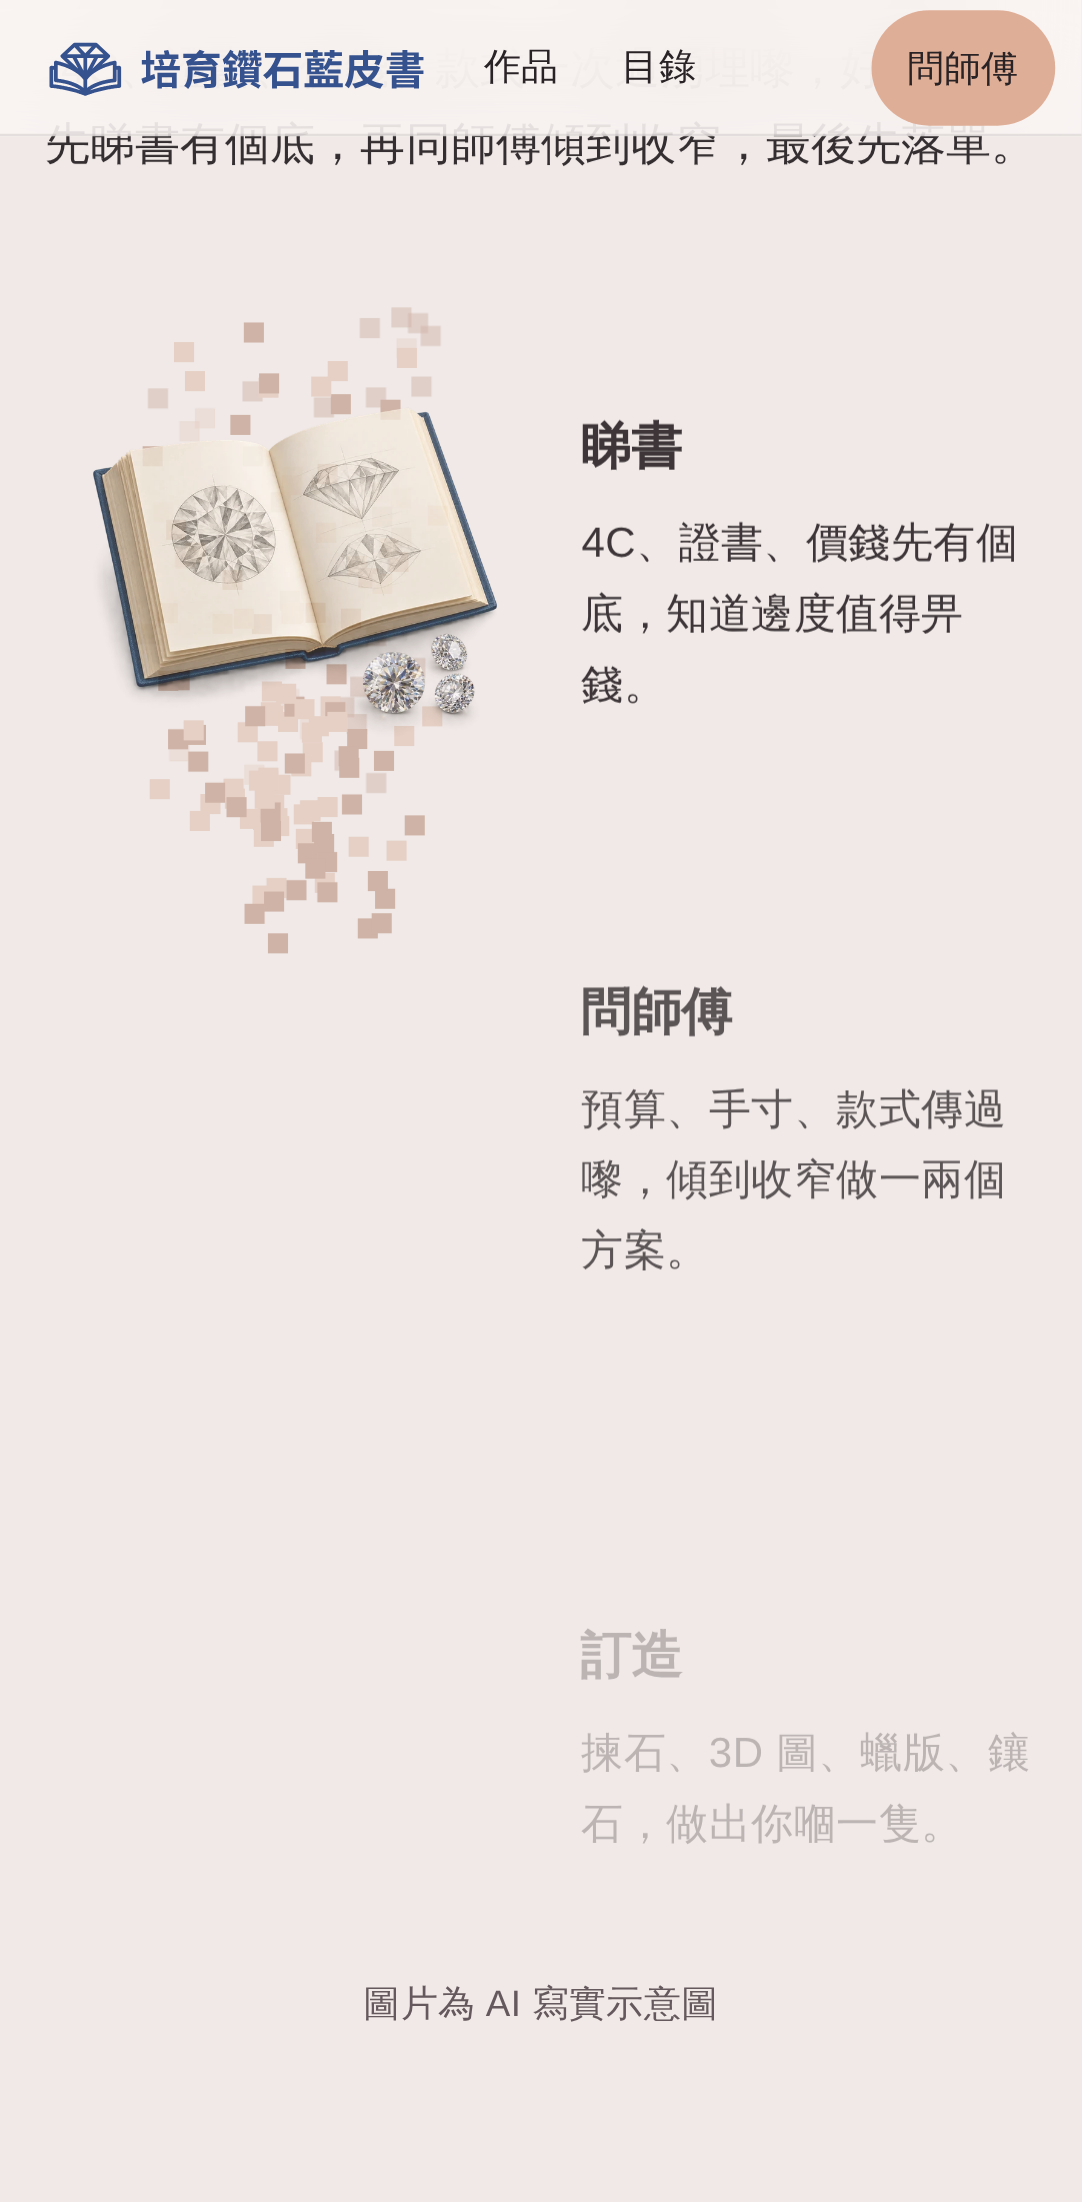 培育鑽石藍皮書
作品
目錄
問師傅
先睇書有個底，再同師傅傾到收窄，最後先落單。
睇書
4C、證書、價錢先有個
底，知道邊度值得畀
錢。
問師傅
預算、手寸、款式傳過
嚟，傾到收窄做一兩個
方案。
訂造
揀石、3D 圖、蠟版、鑲
石，做出你嗰一隻。
圖片為 AI 寫實示意圖